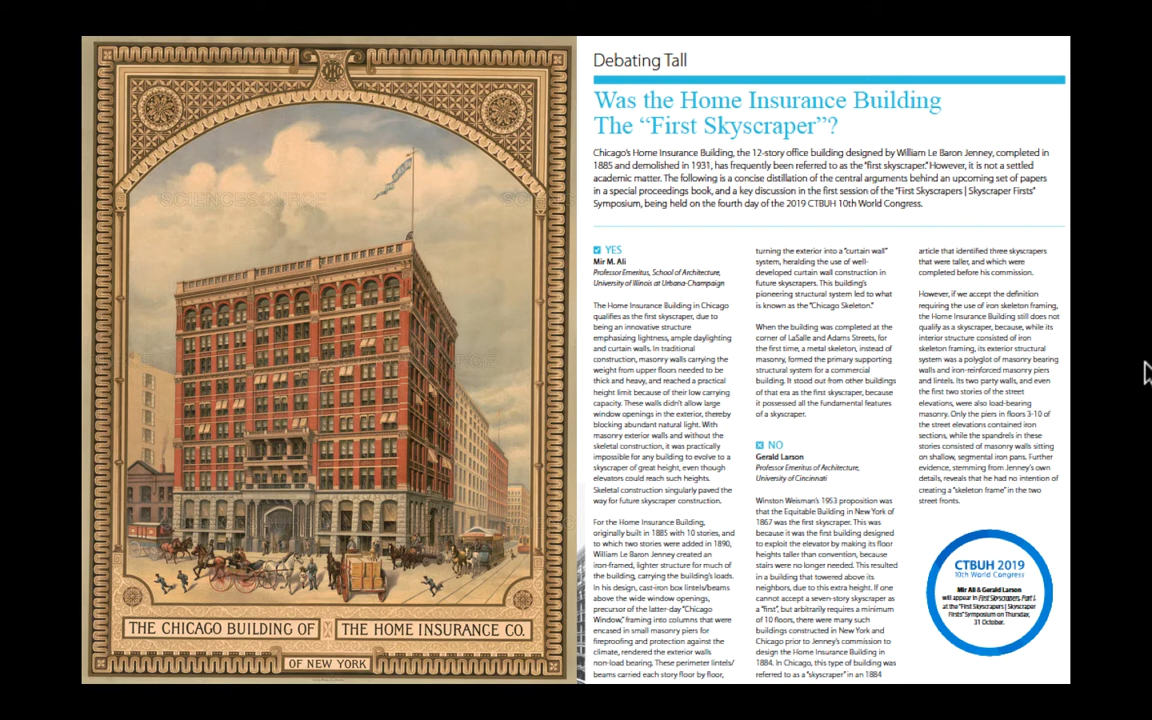 THE CHICAGO BUILDING OF THE HOME INSURANCE CO.
OF NEW YORK
Debating Tall
Was the Home Insurance Building
The “First Skyscraper”?
Chicago’s Home Insurance Building, the 12-story office building designed by William Le Baron Jenney, completed in
1885 and demolished in 1931, has frequently been referred to as the “first skyscraper.” However, it is not a settled
academic matter. The following is a concise distillation of the central arguments behind an upcoming set of papers
in a special proceedings book, and a key discussion in the first session of the “First Skyscrapers | Skyscraper Firsts”
Symposium, being held on the fourth day of the 2019 CTBUH 10th World Congress.
YES
Mir M. Ali
Professor Emeritus, School of Architecture,
University of Illinois at Urbana-Champaign
The Home Insurance Building in Chicago
qualifies as the first skyscraper, due to
being an innovative structure
emphasizing lightness, ample daylighting
and curtain walls. In traditional
construction, masonry walls carrying the
weight from upper floors needed to be
thick and heavy, and reached a practical
height limit because of their low carrying
capacity. These walls didn’t allow large
window openings in the exterior, thereby
blocking abundant natural light. With
masonry exterior walls and without the
skeletal construction, it was practically
impossible for any building to evolve to a
skyscraper of great height, even though
elevators could reach such heights.
Skeletal construction singularly paved the
way for future skyscraper construction.
For the Home Insurance Building,
originally built in 1885 with 10 stories, and
to which two stories were added in 1890,
William Le Baron Jenney created an
iron-framed, lighter structure for much of
the building, carrying the building’s loads.
In his design, cast-iron box lintels/beams
above the wide window openings,
precursor of the latter-day “Chicago
Window,” framing into columns that were
encased in small masonry piers for
fireproofing and protection against the
climate, rendered the exterior walls
non-load bearing. These perimeter lintels/
beams carried each story floor by floor,
turning the exterior into a “curtain wall”
system, heralding the use of well-
developed curtain wall construction in
future skyscrapers. This building’s
pioneering structural system led to what
is known as the “Chicago Skeleton.”
When the building was completed at the
corner of LaSalle and Adams Streets, for
the first time, a metal skeleton, instead of
masonry, formed the primary supporting
structural system for a commercial
building. It stood out from other buildings
of that era as the first skyscraper, because
it possessed all the fundamental features
of a skyscraper.
NO
Gerald Larson
Professor Emeritus of Architecture,
University of Cincinnati
Winston Weisman’s 1953 proposition was
that the Equitable Building in New York of
1867 was the first skyscraper. This was
because it was the first building designed
to exploit the elevator by making its floor
heights taller than convention, because
stairs were no longer needed. This resulted
in a building that towered above its
neighbors, due to this extra height. If one
cannot accept a seven-story skyscraper as
a “first”, but arbitrarily requires a minimum
of 10 floors, there were many such
buildings constructed in New York and
Chicago prior to Jenney’s commission to
design the Home Insurance Building in
1884. In Chicago, this type of building was
referred to as a “skyscraper” in an 1884
article that identified three skyscrapers
that were taller, and which were
completed before his commission.
However, if we accept the definition
requiring the use of iron skeleton framing,
the Home Insurance Building still does not
qualify as a skyscraper, because, while its
interior structure consisted of iron
skeleton framing, its exterior structural
system was a polyglot of masonry bearing
walls and iron-reinforced masonry piers
and lintels. Its two party walls, and even
the first two stories of the street
elevations, were also load-bearing
masonry. Only the piers in floors 3-10 of
the street elevations contained iron
sections, while the spandrels in these
stories consisted of masonry walls sitting
on shallow, segmental iron pans. Further
evidence, stemming from Jenney’s own
details, reveals that he had no intention of
creating a “skeleton frame” in the two
street fronts.
CTBUH 2019
10th World Congress
Mir Ali & Gerald Larson
will appear in First Skyscrapers, Part I,
at the “First Skyscrapers | Skyscraper
Firsts” Symposium on Thursday,
31 October.